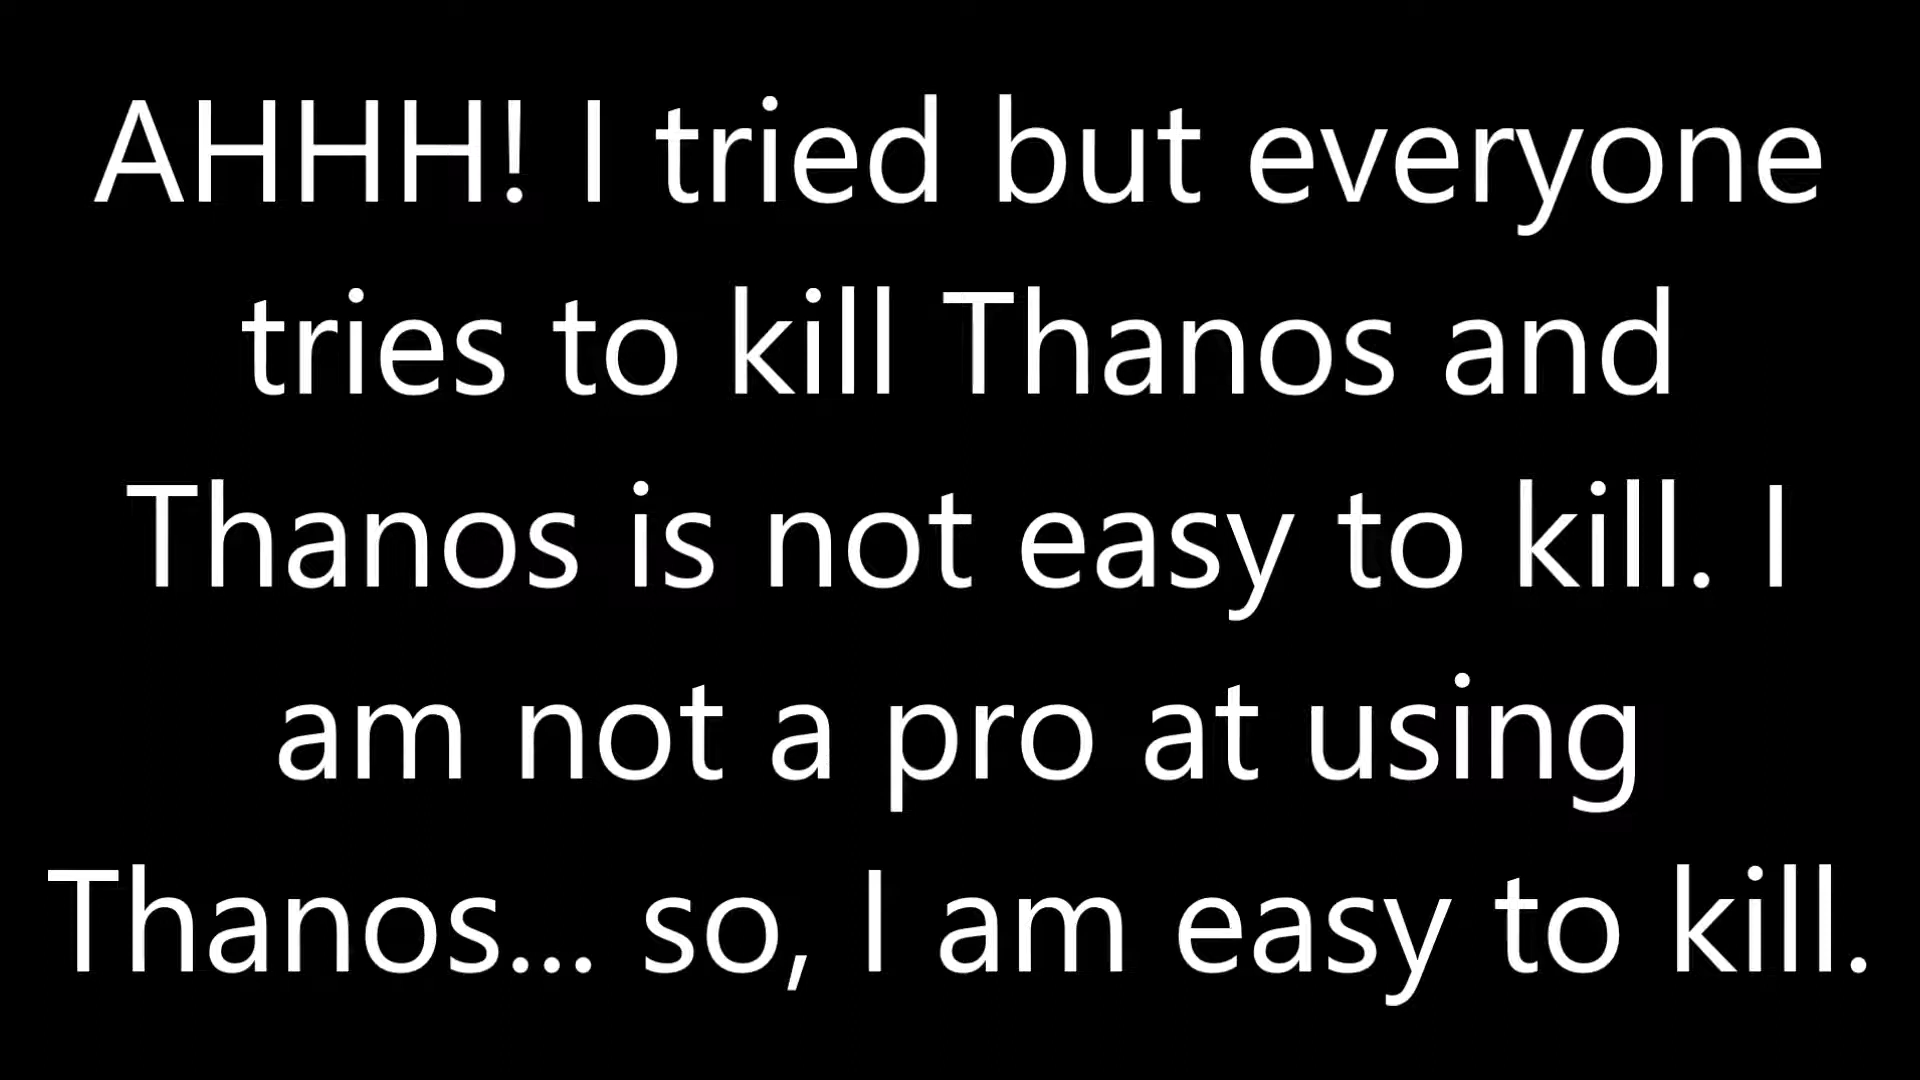 AHHH! I tried but everyone
tries to kill Thanos and
Thanos is not easy to kill. I
am not a pro at using
Thanos... so, I am easy to kill.